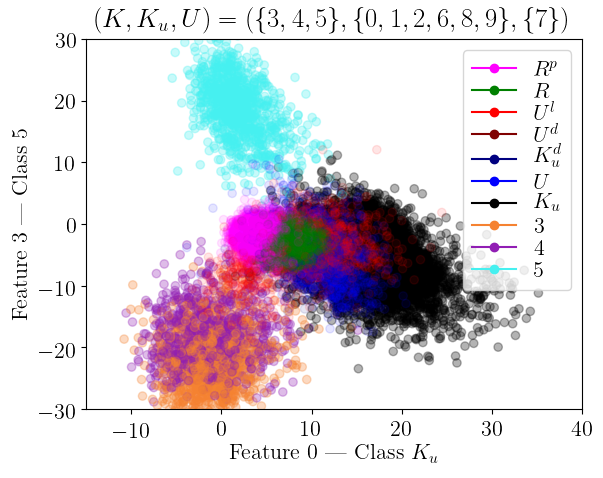 (K, K_u, U) = ({3, 4, 5}, {0, 1, 2, 6, 8, 9}, {7})
30
20
10
0
−10
−20
−30
Feature 3 — Class 5
R^p
R
U^l
U^d
K_u^d
U
K_u
3
4
5
−10
0
10
20
30
40
Feature 0 — Class K_u